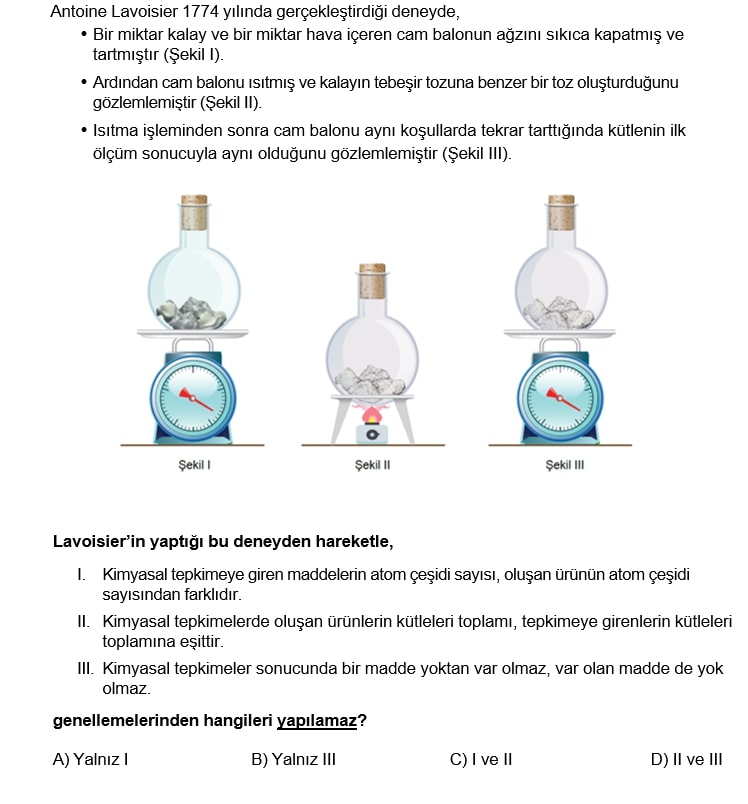 Antoine Lavoisier 1774 yılında gerçekleştirdiği deneyde,
• Bir miktar kalay ve bir miktar hava içeren cam balonun ağzını sıkıca kapatmış ve
tartmıştır (Şekil I).
• Ardından cam balonu ısıtmış ve kalayın tebeşir tozuna benzer bir toz oluşturduğunu
gözlemlemiştir (Şekil II).
• Isıtma işleminden sonra cam balonu aynı koşullarda tekrar tarttığında kütlenin ilk
ölçüm sonucuyla aynı olduğunu gözlemlemiştir (Şekil III).
Şekil I Şekil II Şekil III
Lavoisier’in yaptığı bu deneyden hareketle,
I. Kimyasal tepkimeye giren maddelerin atom çeşidi sayısı, oluşan ürünün atom çeşidi
sayısından farklıdır.
II. Kimyasal tepkimelerde oluşan ürünlerin kütleleri toplamı, tepkimeye girenlerin kütleleri
toplamına eşittir.
III. Kimyasal tepkimeler sonucunda bir madde yoktan var olmaz, var olan madde de yok
olmaz.
genellemelerinden hangileri yapılamaz?
A) Yalnız I B) Yalnız III C) I ve II D) II ve III